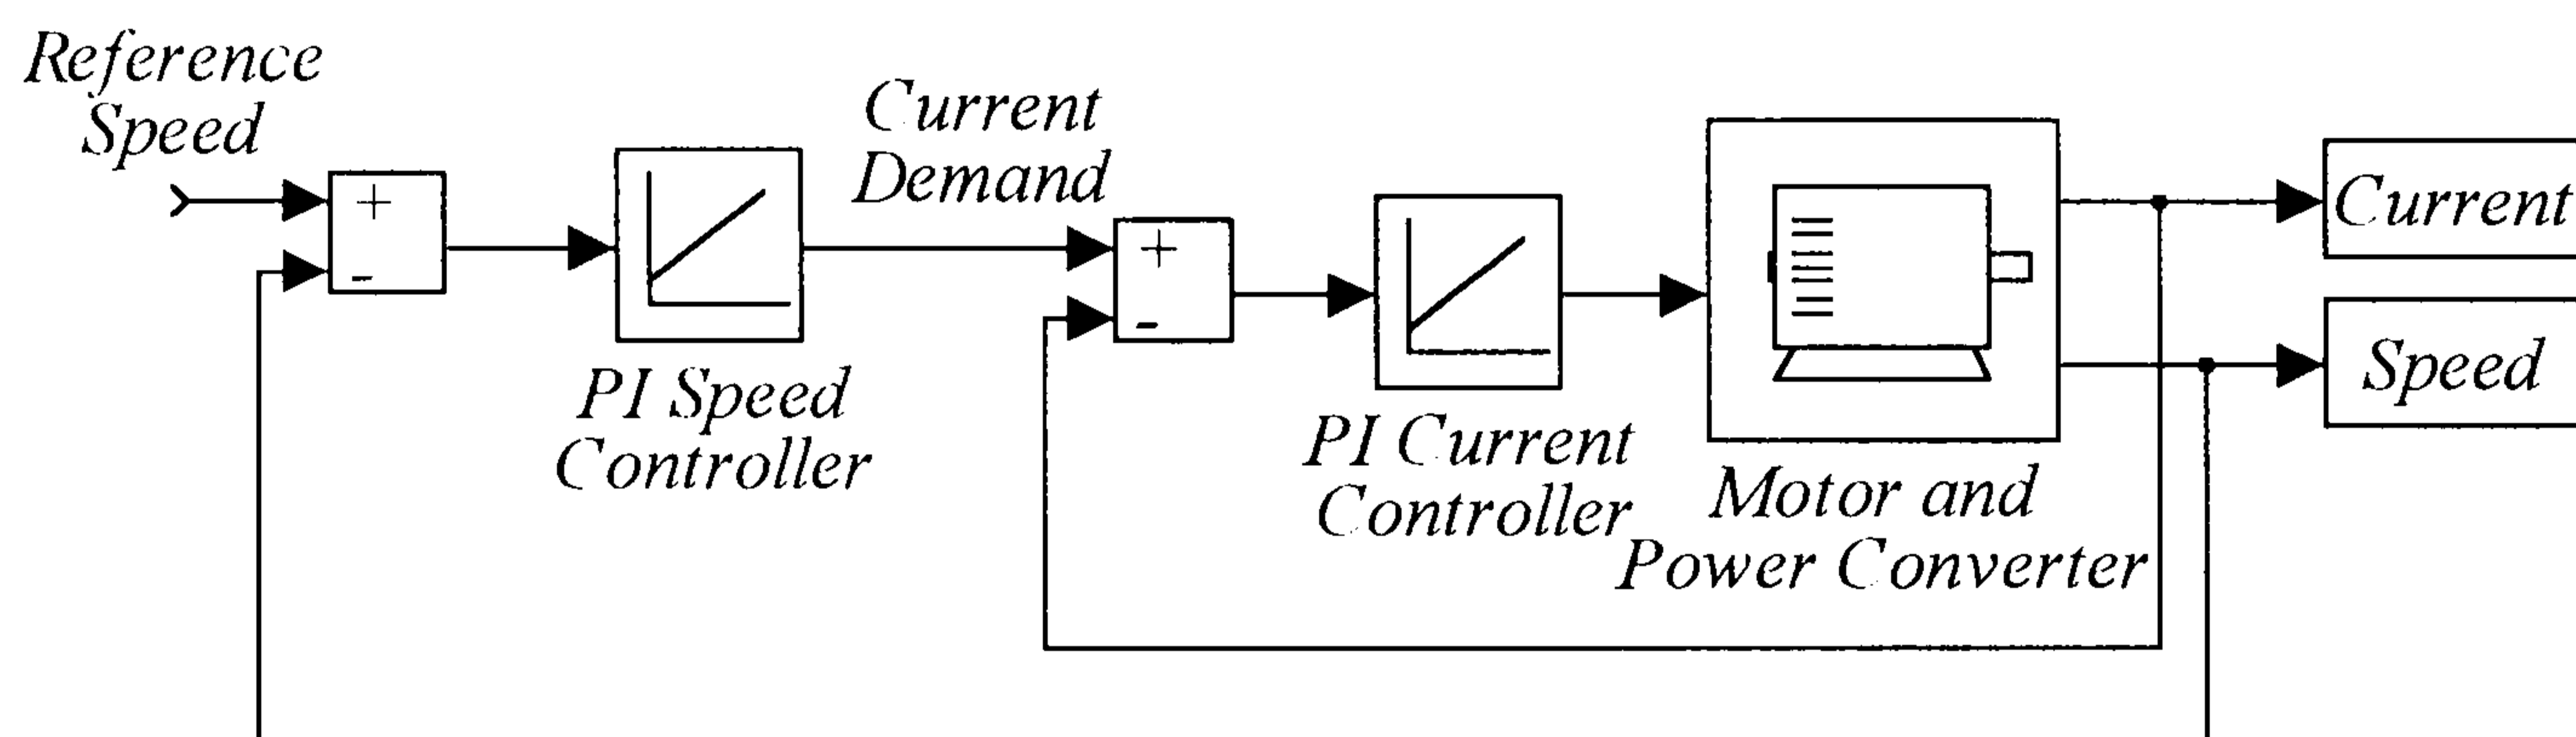 Reference
Speed
+
-
PI Speed
Controller
Current
Demand
+
-
PI Current
Controller
Motor and
Power Converter
Current
Speed